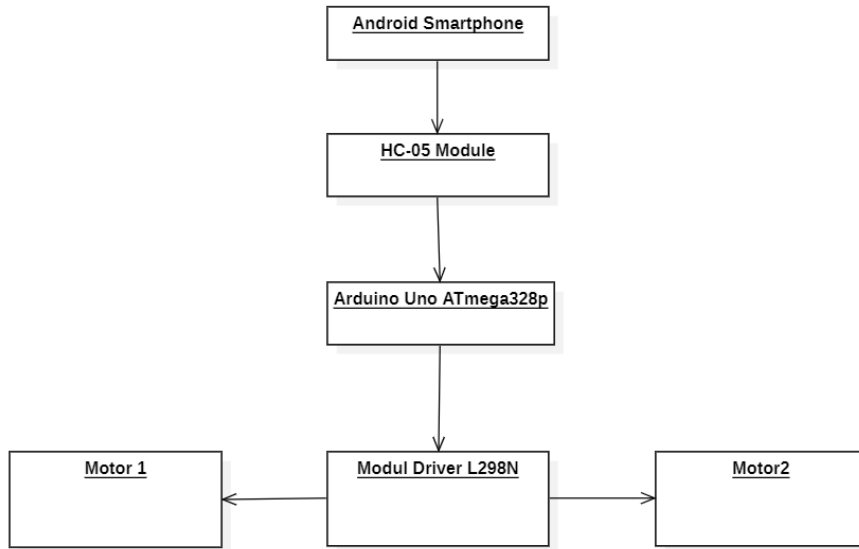 Android Smartphone
HC-05 Module
Arduino Uno ATmega328p
Motor 1
Modul Driver L298N
Motor2